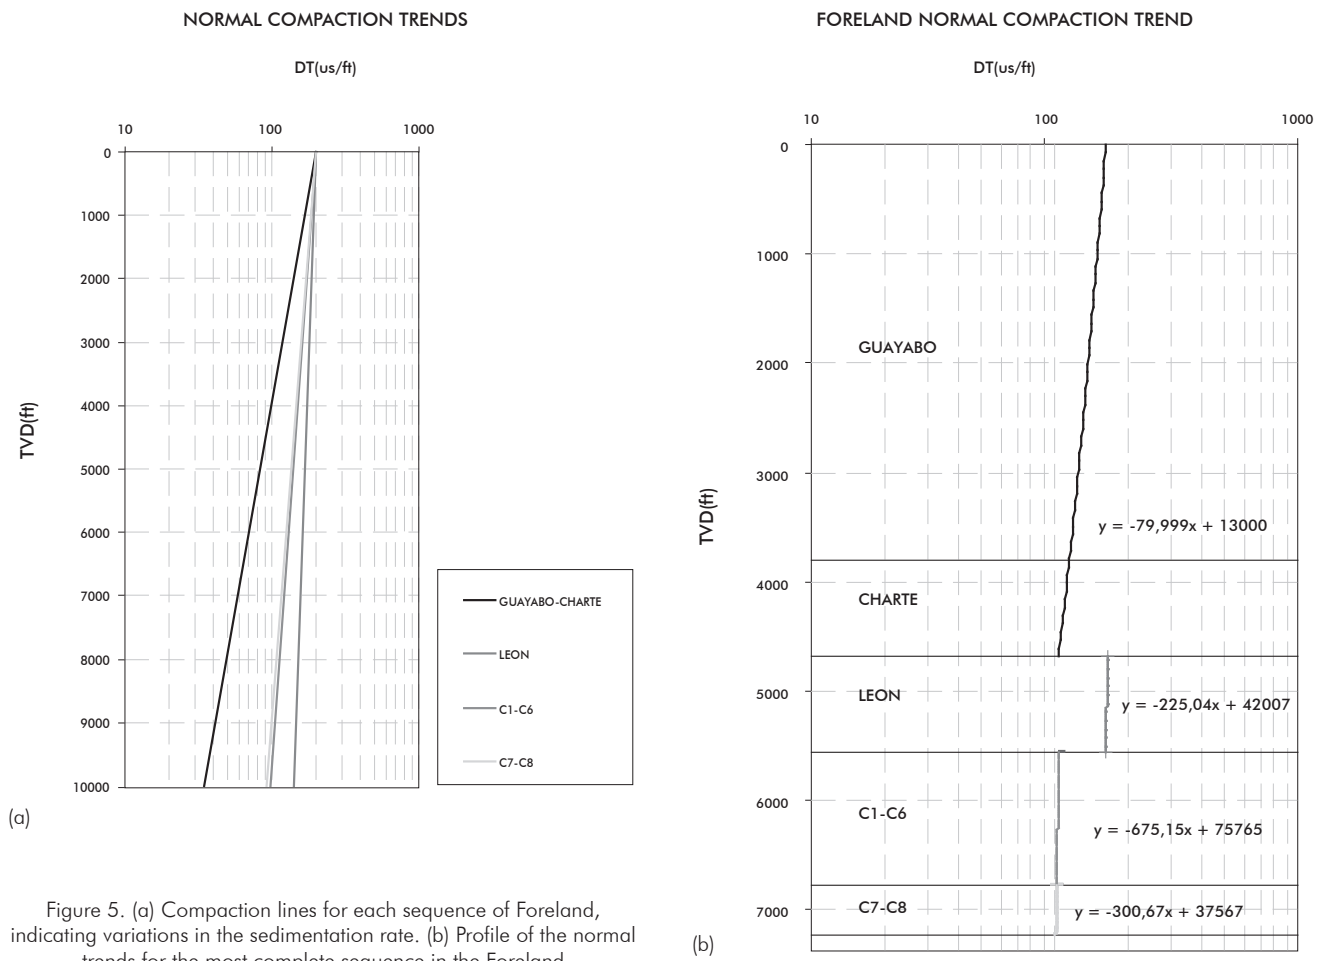 NORMAL COMPACTION TRENDS
DT(us/ft)
10 100 1000
0
1000
2000
3000
4000
5000
6000
7000
8000
9000
10000
TVD(ft)
GUAYABO-CHARTE
LEON
C1-C6
C7-C8
(a)
Figure 5. (a) Compaction lines for each sequence of Foreland,
indicating variations in the sedimentation rate. (b) Profile of the normal
trends for the most complete sequence in the Foreland
FORELAND NORMAL COMPACTION TREND
DT(us/ft)
10 100 1000
0
1000
2000
3000
4000
5000
6000
7000
TVD(ft)
GUAYABO
y = -79,999x + 13000
CHARTE
LEON
y = -225,04x + 42007
C1-C6
y = -675,15x + 75765
C7-C8
y = -300,67x + 37567
(b)